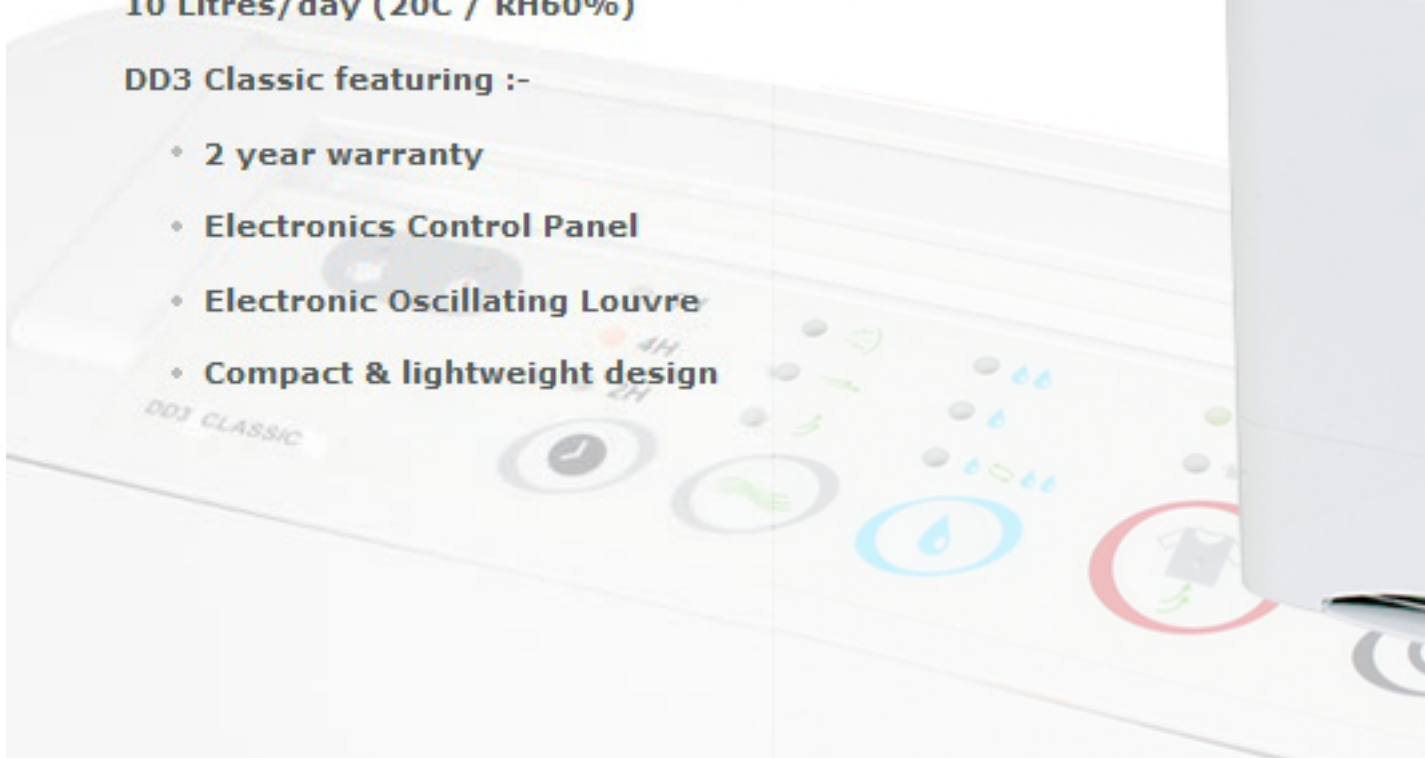 10 Litres/day (20C / RH60%)
DD3 Classic featuring :-
2 year warranty
Electronics Control Panel
Electronic Oscillating Louvre
Compact & lightweight design
4H
2H
DD3 CLASSIC